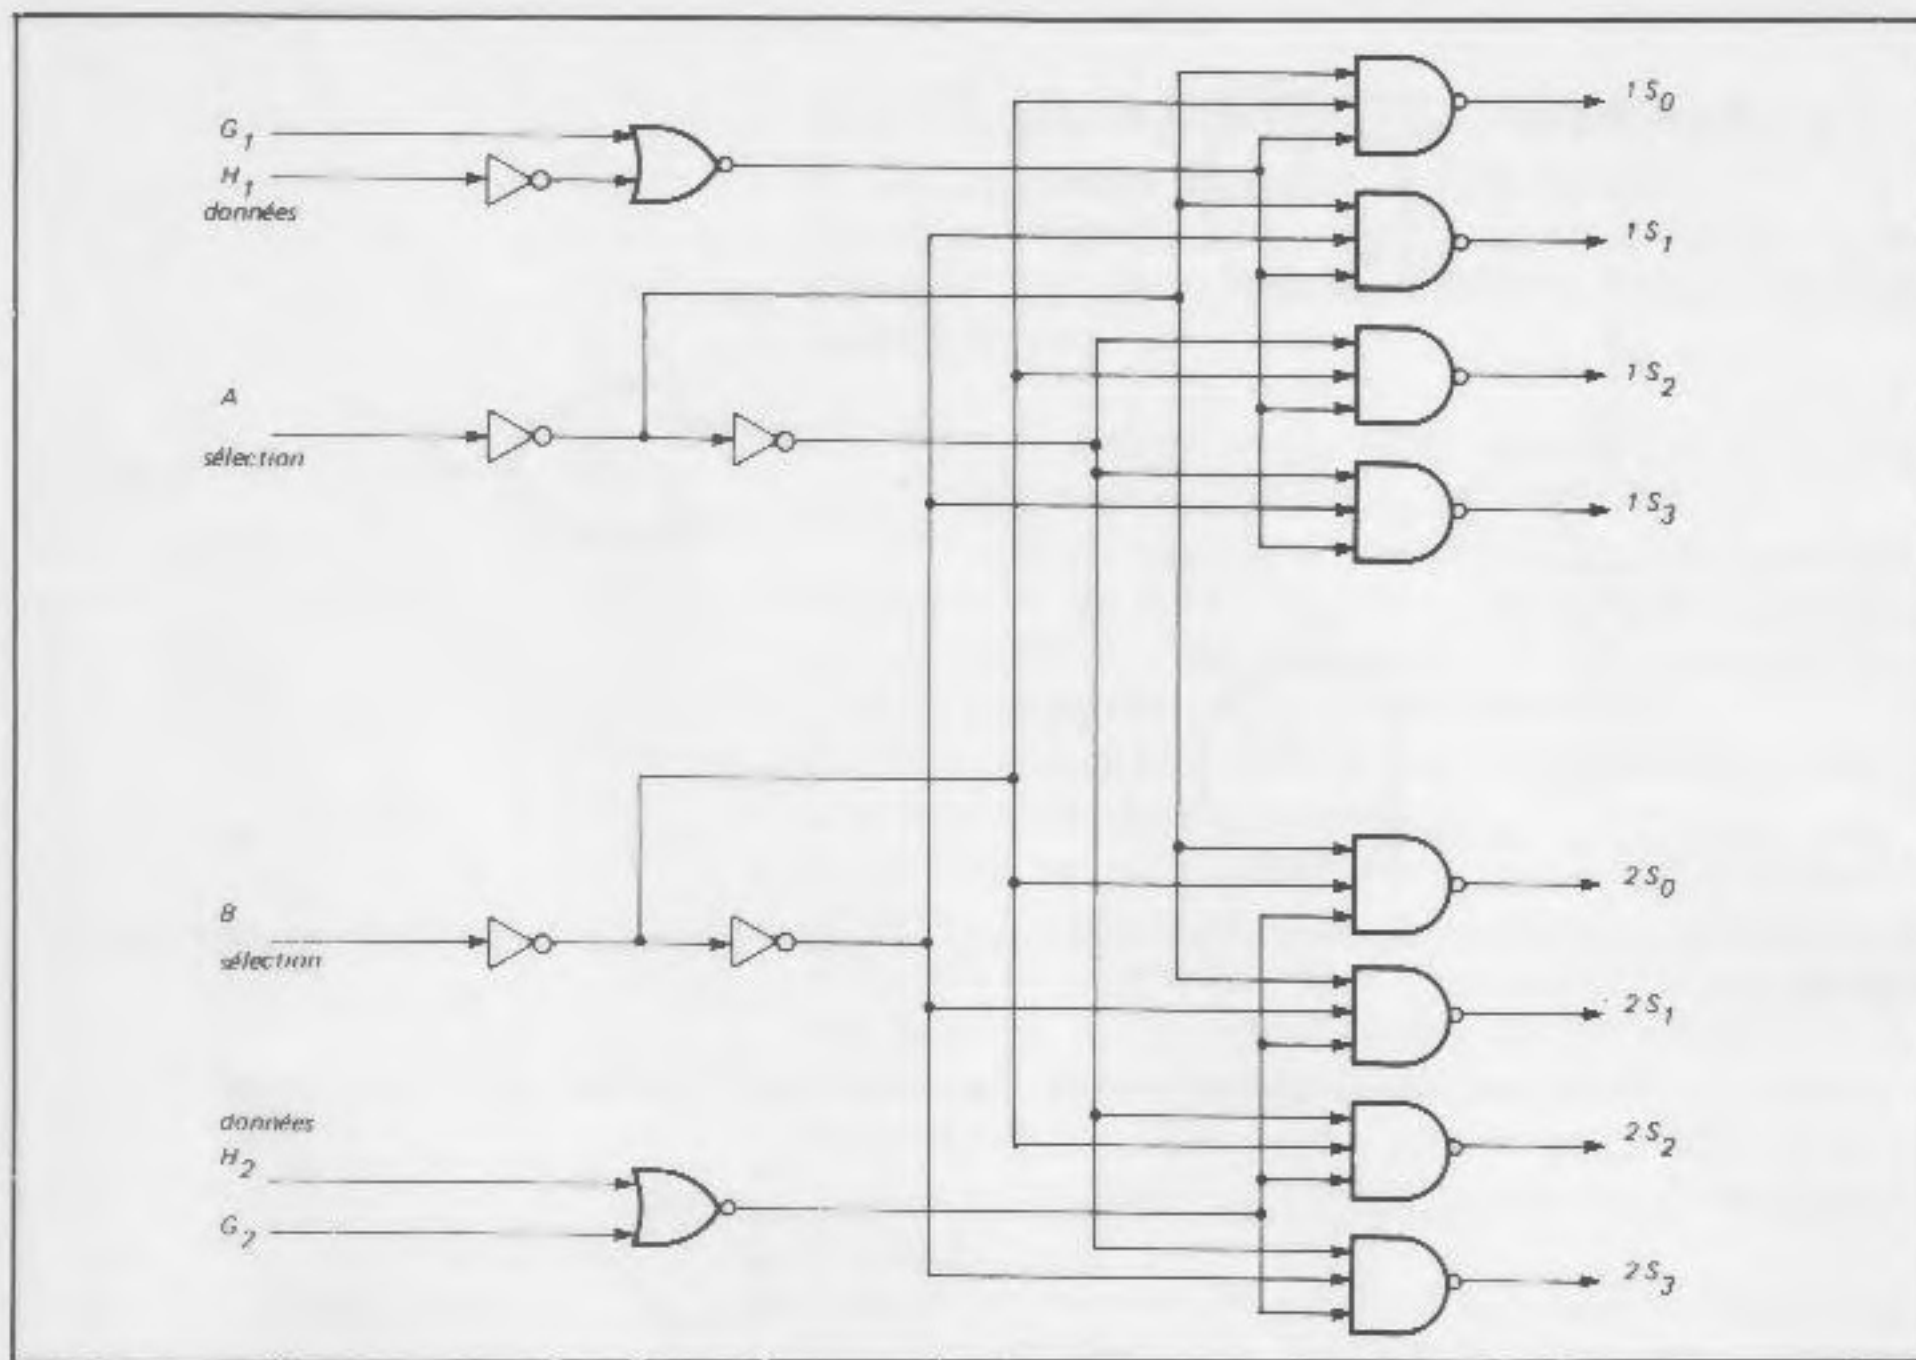 G1
H1
données
A
sélection
B
sélection
données
H2
G2
1S0
1S1
1S2
1S3
2S0
2S1
2S2
2S3